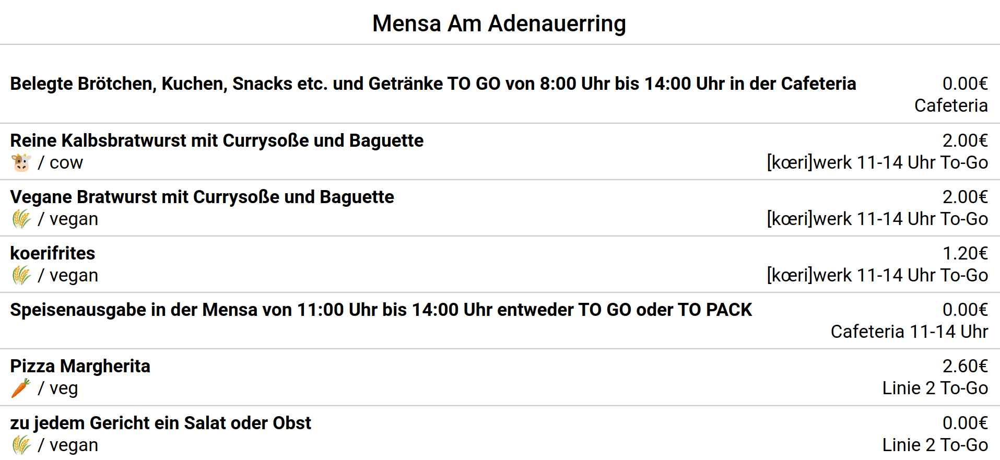 Mensa Am Adenauerring
Belegte Brötchen, Kuchen, Snacks etc. und Getränke TO GO von 8:00 Uhr bis 14:00 Uhr in der Cafeteria 0.00€
Cafeteria
Reine Kalbsbratwurst mit Currysoße und Baguette 2.00€
/ cow [kœri]werk 11-14 Uhr To-Go
Vegane Bratwurst mit Currysoße und Baguette 2.00€
/ vegan [kœri]werk 11-14 Uhr To-Go
koerifrites 1.20€
/ vegan [kœri]werk 11-14 Uhr To-Go
Speisenausgabe in der Mensa von 11:00 Uhr bis 14:00 Uhr entweder TO GO oder TO PACK 0.00€
Cafeteria 11-14 Uhr
Pizza Margherita 2.60€
/ veg Linie 2 To-Go
zu jedem Gericht ein Salat oder Obst 0.00€
/ vegan Linie 2 To-Go